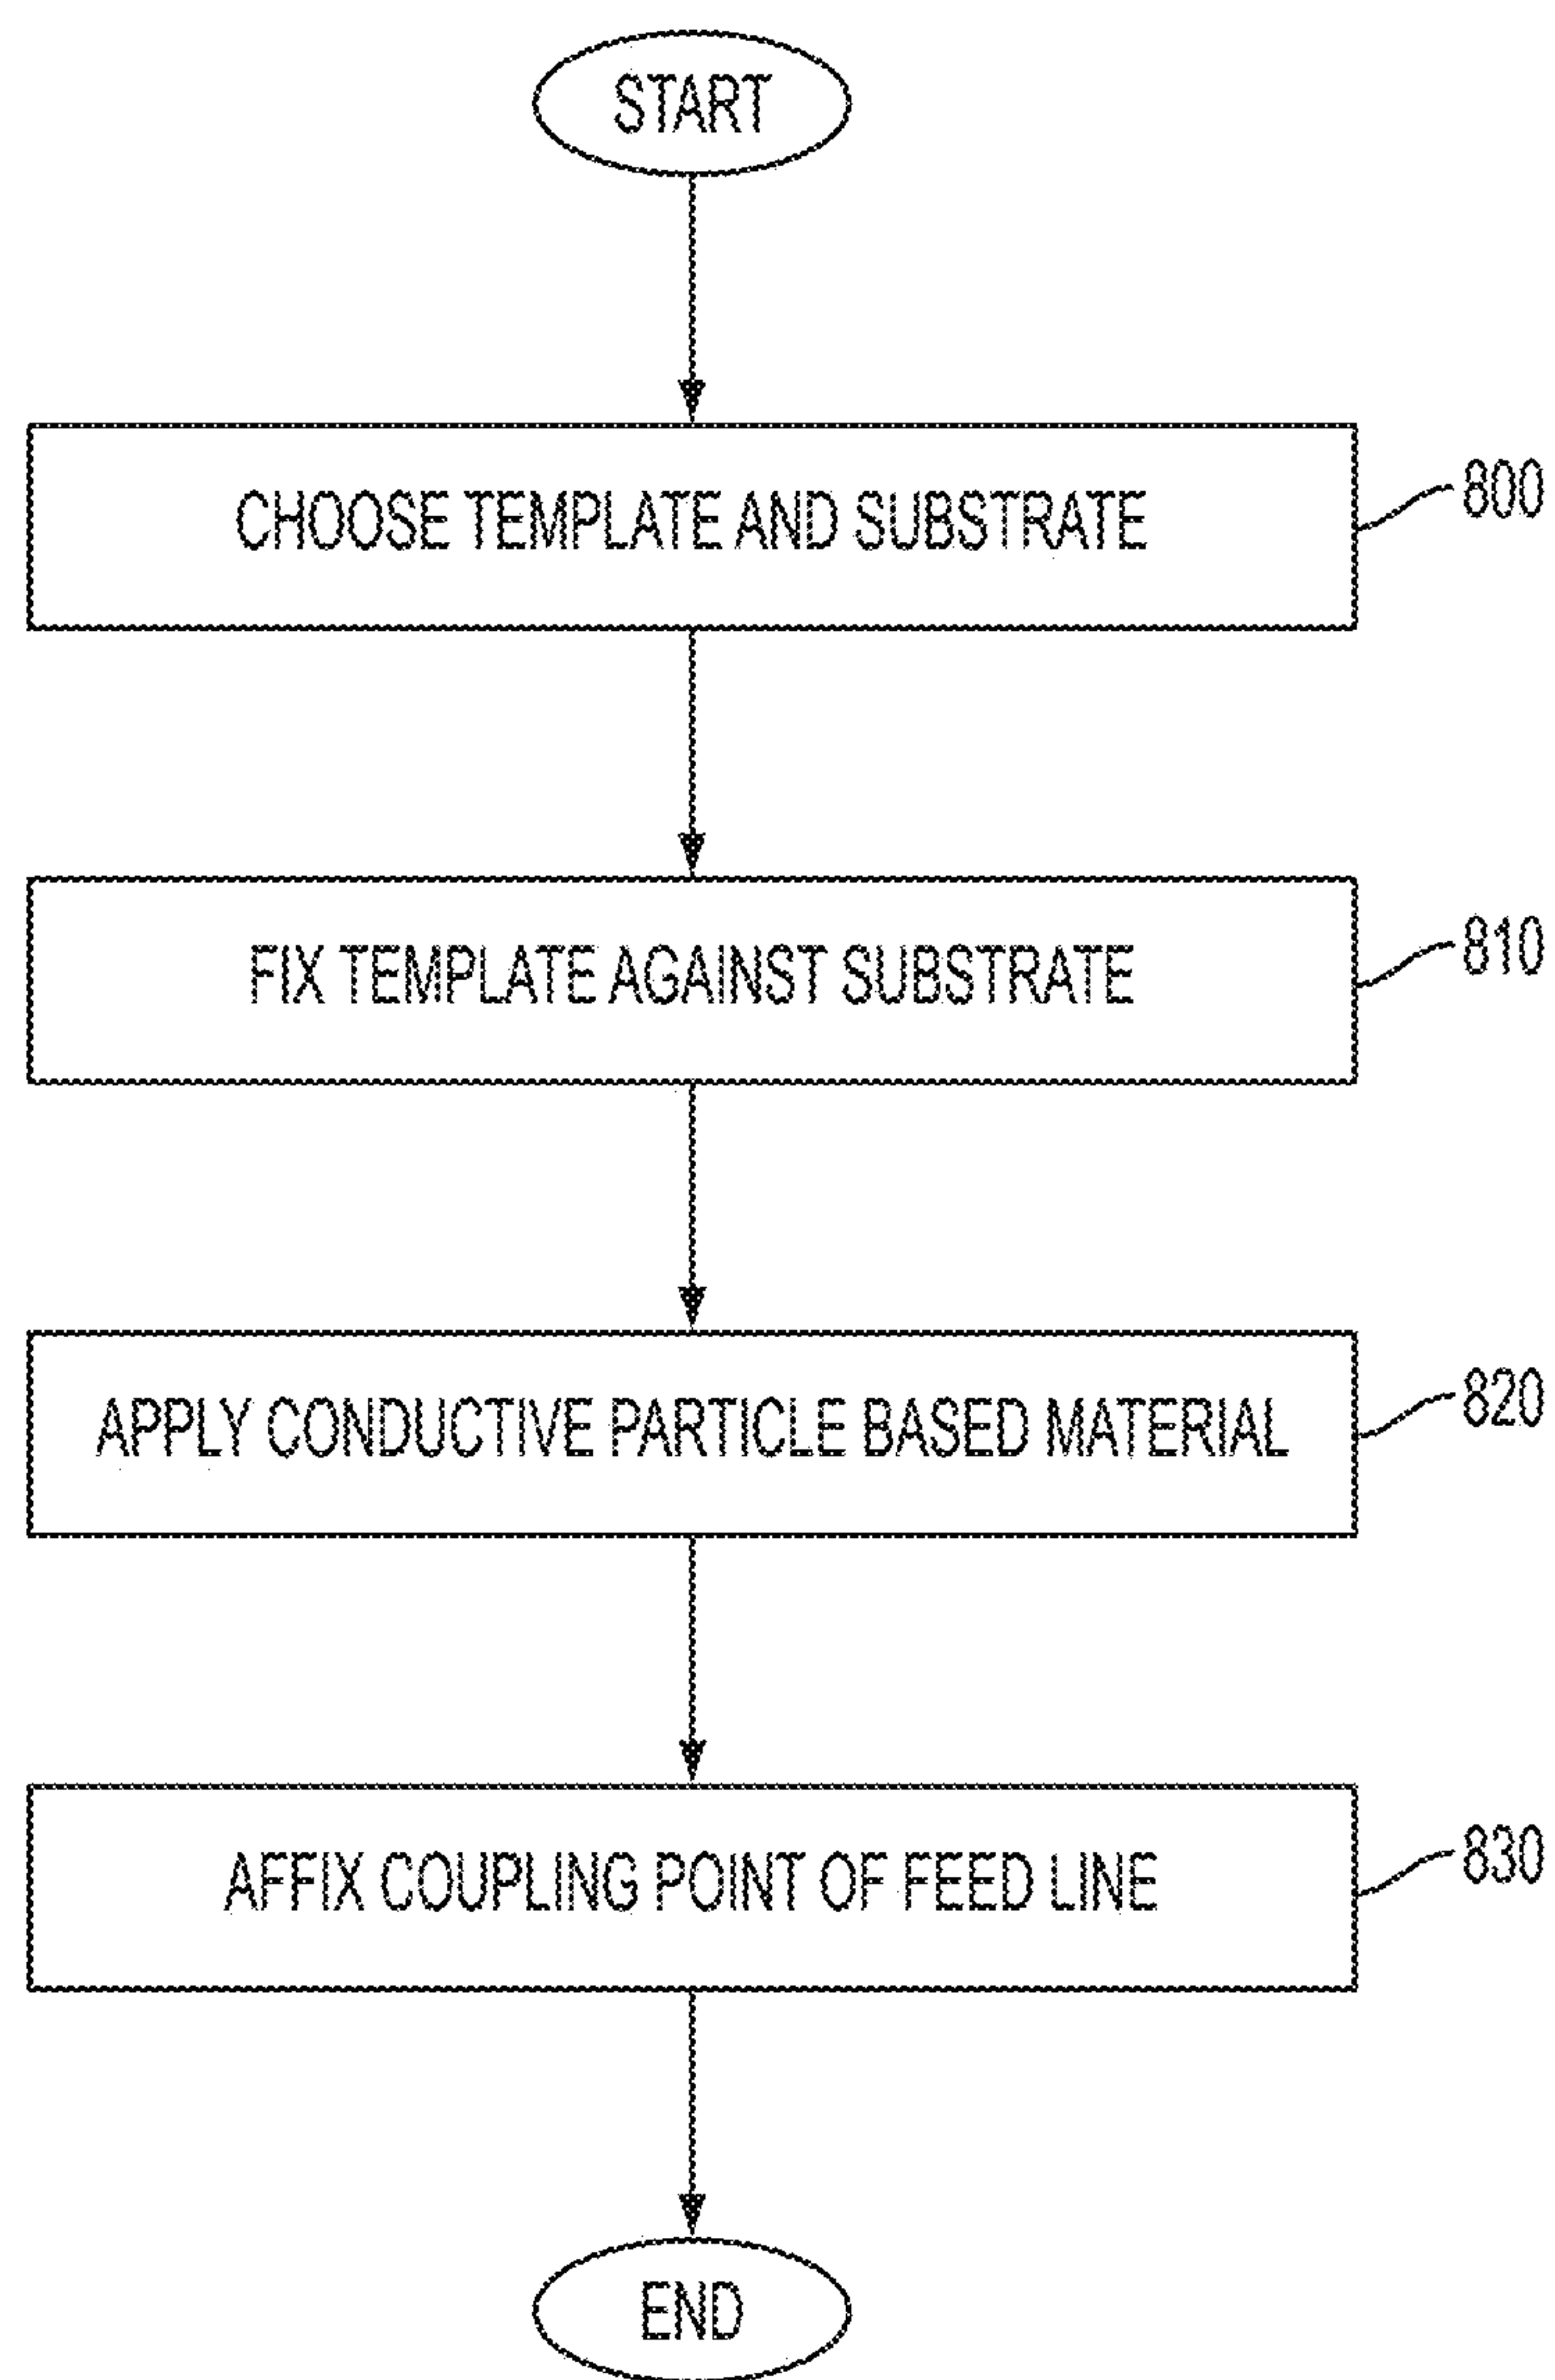 START
CHOOSE TEMPLATE AND SUBSTRATE
800
FIX TEMPLATE AGAINST SUBSTRATE
810
APPLY CONDUCTIVE PARTICLE BASED MATERIAL
820
AFFIX COUPLING POINT OF FEED LINE
830
END